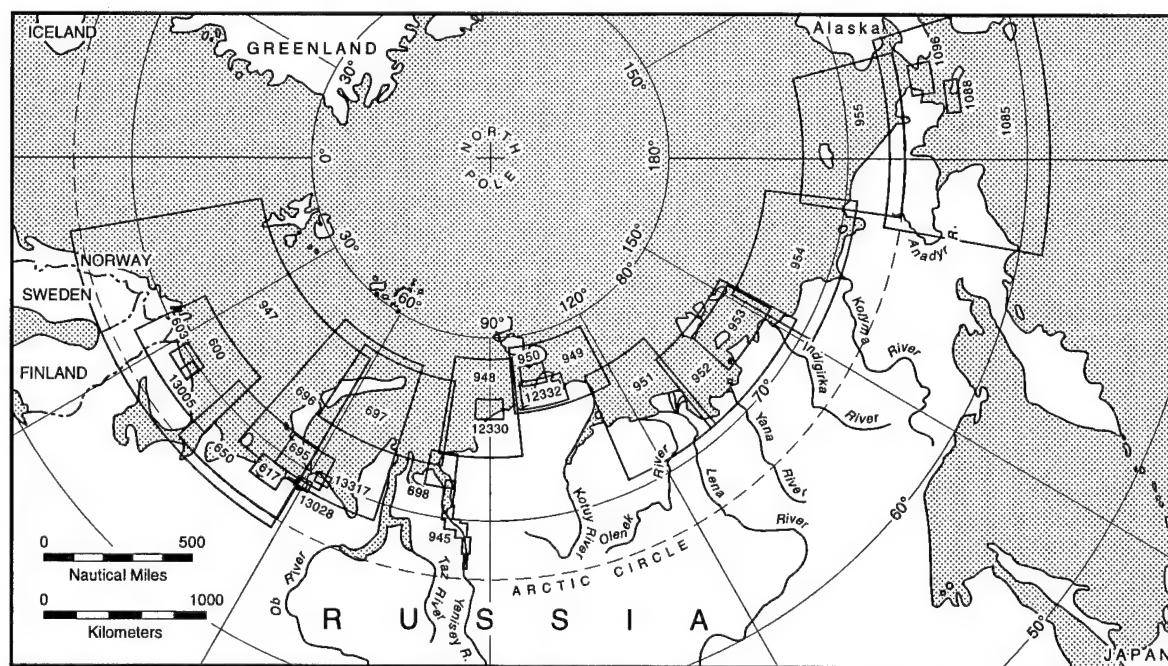 ICELAND
GREENLAND
30°
Alaska
150°
1096
1088
955
1085
NORTH
POLE
0°
180°
NORWAY
SWEDEN
FINLAND
30°
60°
90°
120°
150°
80°
Anadyr R.
954
947
603
600
13005
696
697
948
950
949
12332
12330
951
952
953
70°
Indigirka
River
Kolyma
River
650
617
695
13317
13028
698
945
Kotuy River
Olenek
River
Lena
River
Yana
River
60°
0 500
Nautical Miles
0 1000
Kilometers
Ob River
Taz River
Yenisey R.
ARCTIC CIRCLE
RUSSIA
50°
JAPAN